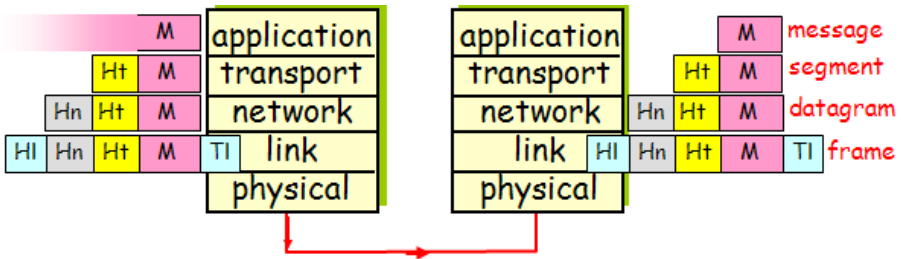 M application application M message
Ht M transport transport Ht M segment
Hn Ht M network network Hn Ht M datagram
Hl Hn Ht M Tl link link Hl Hn Ht M Tl frame
physical physical